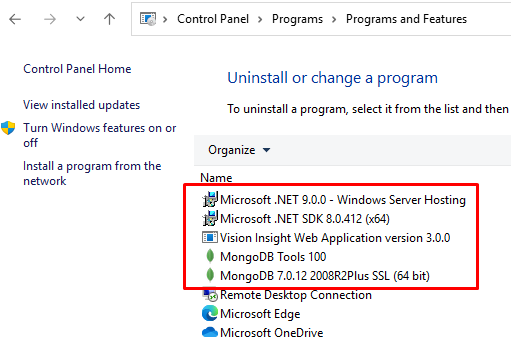 Control Panel > Programs > Programs and Features
Control Panel Home
Uninstall or change a program
View installed updates
To uninstall a program, select it from the list and then
Turn Windows features on or
off
Install a program from the
network
Organize
Name
Microsoft .NET 9.0.0 - Windows Server Hosting
Microsoft .NET SDK 8.0.412 (x64)
Vision Insight Web Application version 3.0.0
MongoDB Tools 100
MongoDB 7.0.12 2008R2Plus SSL (64 bit)
Remote Desktop Connection
Microsoft Edge
Microsoft OneDrive